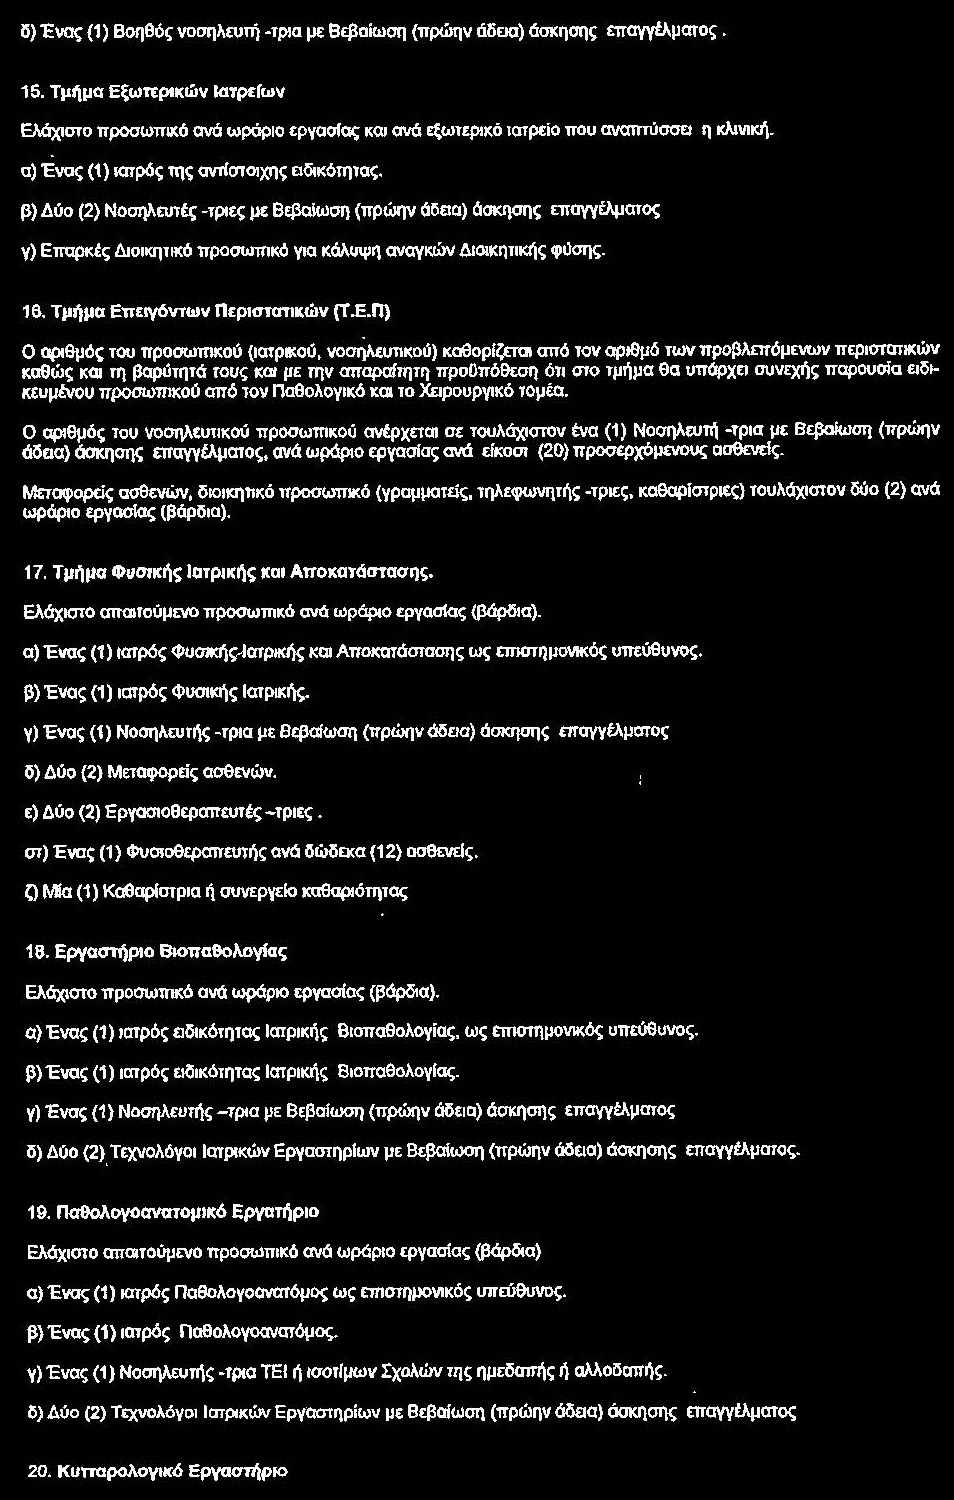 δ) Ένας (1) Βοηθός νοσηλευτή -τρια με Βεβαίωση (πρώην άδεια) άσκησης επαγγέλματος .
15. Τμήμα Εξωτερικών Ιατρείων
Ελάχιστο προσωπικό ανά ωράριο εργασίας και ανά εξωτερικό ιατρείο που αναπτύσσει η κλινική.
α) Ένας (1) ιατρός της αντίστοιχης ειδικότητας.
β) Δύο (2) Νοσηλευτές -τριες με Βεβαίωση (πρώην άδεια) άσκησης επαγγέλματος
γ) Επαρκές Διοικητικό προσωπικό για κάλυψη αναγκών Διοικητικής φύσης.
16. Τμήμα Επειγόντων Περιστατικών (Τ.Ε.Π)
Ο αριθμός του προσωπικού (ιατρικού, νοσηλευτικού) καθορίζεται από τον αριθμό των προβλεπόμενων περιστατικών
καθώς και τη βαρύτητά τους και με την απαραίτητη προϋπόθεση ότι στο τμήμα θα υπάρχει συνεχής παρουσία ειδι-
κευμένου προσωπικού από τον Παθολογικό και το Χειρουργικό τομέα.
Ο αριθμός του νοσηλευτικού προσωπικού ανέρχεται σε τουλάχιστον ένα (1) Νοσηλευτή -τρια με Βεβαίωση (πρώην
άδεια) άσκησης επαγγέλματος, ανά ωράριο εργασίας ανά είκοσι (20) προσερχόμενους ασθενείς.
Μεταφορείς ασθενών, διοικητικό προσωπικό (γραμματείς, τηλεφωνητής -τριες, καθαρίστριες) τουλάχιστον δύο (2) ανά
ωράριο εργασίας (βάρδια).
17. Τμήμα Φυσικής Ιατρικής και Αποκατάστασης.
Ελάχιστο απαιτούμενο προσωπικό ανά ωράριο εργασίας (βάρδια).
α) Ένας (1) ιατρός Φυσικής-Ιατρικής και Αποκατάστασης ως επιστημονικός υπεύθυνος.
β) Ένας (1) ιατρός Φυσικής Ιατρικής.
γ) Ένας (1) Νοσηλευτής -τρια με Βεβαίωση (πρώην άδεια) άσκησης επαγγέλματος
δ) Δύο (2) Μεταφορείς ασθενών.
ε) Δύο (2) Εργασιοθεραπευτές –τριες .
στ) Ένας (1) Φυσιοθεραπευτής ανά δώδεκα (12) ασθενείς.
ζ) Μία (1) Καθαρίστρια ή συνεργείο καθαριότητας
18. Εργαστήριο Βιοπαθολογίας
Ελάχιστο προσωπικό ανά ωράριο εργασίας (βάρδια).
α) Ένας (1) ιατρός ειδικότητας Ιατρικής Βιοπαθολογίας, ως επιστημονικός υπεύθυνος.
β) Ένας (1) ιατρός ειδικότητας Ιατρικής Βιοπαθολογίας.
γ) Ένας (1) Νοσηλευτής –τρια με Βεβαίωση (πρώην άδεια) άσκησης επαγγέλματος
δ) Δύο (2) Τεχνολόγοι Ιατρικών Εργαστηρίων με Βεβαίωση (πρώην άδεια) άσκησης επαγγέλματος.
19. Παθολογοανατομικό Εργατήριο
Ελάχιστο απαιτούμενο προσωπικό ανά ωράριο εργασίας (βάρδια)
α) Ένας (1) ιατρός Παθολογοανατόμος ως επιστημονικός υπεύθυνος.
β) Ένας (1) ιατρός Παθολογοανατόμος.
γ) Ένας (1) Νοσηλευτής -τρια ΤΕΙ ή ισοτίμων Σχολών της ημεδαπής ή αλλοδαπής.
δ) Δύο (2) Τεχνολόγοι Ιατρικών Εργαστηρίων με Βεβαίωση (πρώην άδεια) άσκησης επαγγέλματος
20. Κυτταρολογικό Εργαστήριο